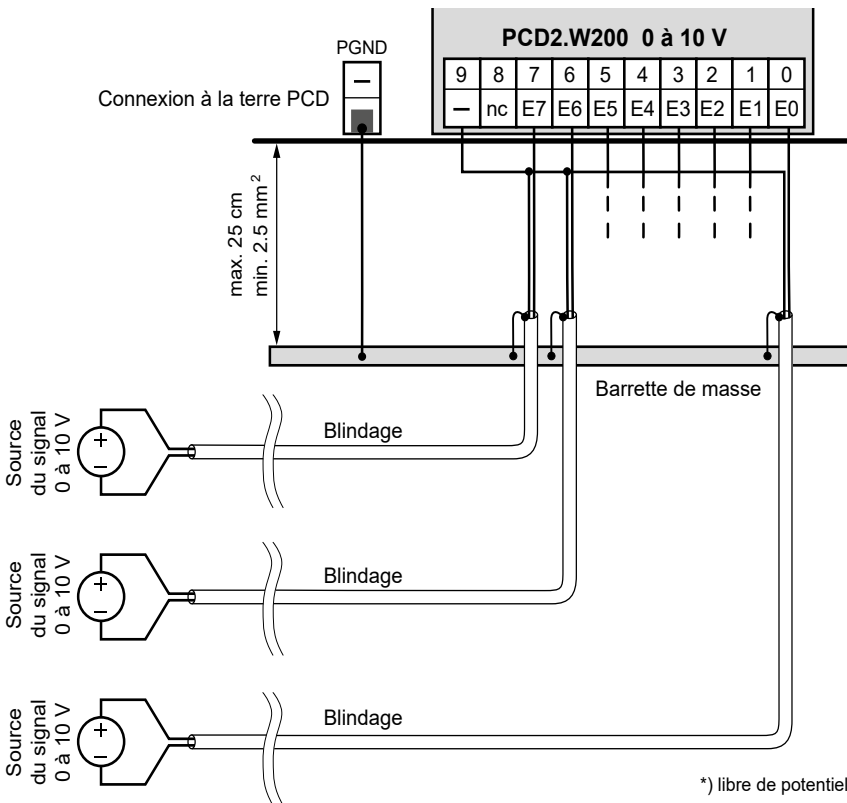 PCD2.W200 0 à 10 V
PGND
–
Connexion à la terre PCD
9 8 7 6 5 4 3 2 1 0
– nc E7 E6 E5 E4 E3 E2 E1 E0
max. 25 cm
min. 2.5 mm²
Barrette de masse
Source
du signal
0 à 10 V
+
–
Blindage
Source
du signal
0 à 10 V
+
–
Blindage
Source
du signal
0 à 10 V
+
–
Blindage
*) libre de potentiel